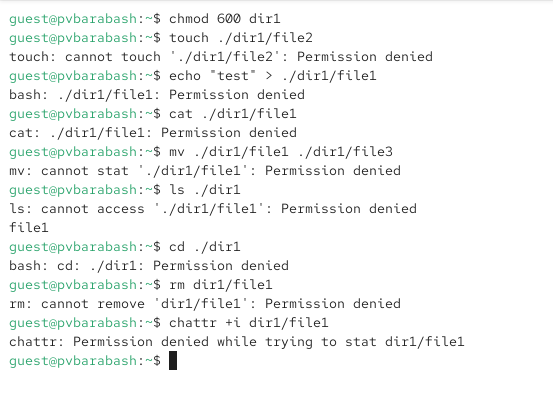 guest@pvbarabash:~$ chmod 600 dir1
guest@pvbarabash:~$ touch ./dir1/file2
touch: cannot touch './dir1/file2': Permission denied
guest@pvbarabash:~$ echo "test" > ./dir1/file1
bash: ./dir1/file1: Permission denied
guest@pvbarabash:~$ cat ./dir1/file1
cat: ./dir1/file1: Permission denied
guest@pvbarabash:~$ mv ./dir1/file1 ./dir1/file3
mv: cannot stat './dir1/file1': Permission denied
guest@pvbarabash:~$ ls ./dir1
ls: cannot access './dir1/file1': Permission denied
file1
guest@pvbarabash:~$ cd ./dir1
bash: cd: ./dir1: Permission denied
guest@pvbarabash:~$ rm dir1/file1
rm: cannot remove 'dir1/file1': Permission denied
guest@pvbarabash:~$ chattr +i dir1/file1
chattr: Permission denied while trying to stat dir1/file1
guest@pvbarabash:~$